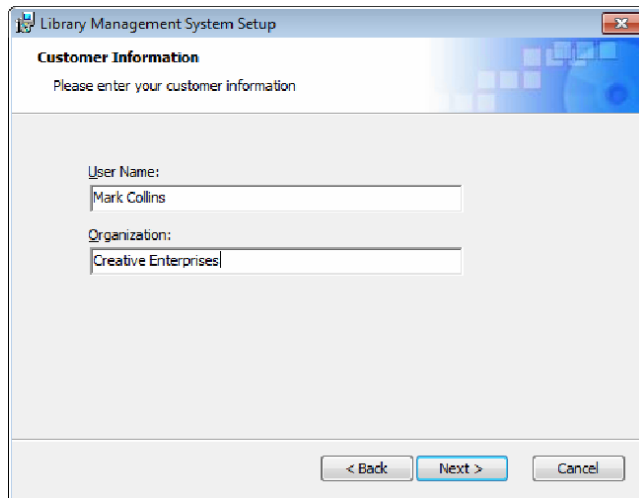 Library Management System Setup
Customer Information
Please enter your customer information
User Name:
Mark Collins
Organization:
Creative Enterprises
< Back
Next >
Cancel